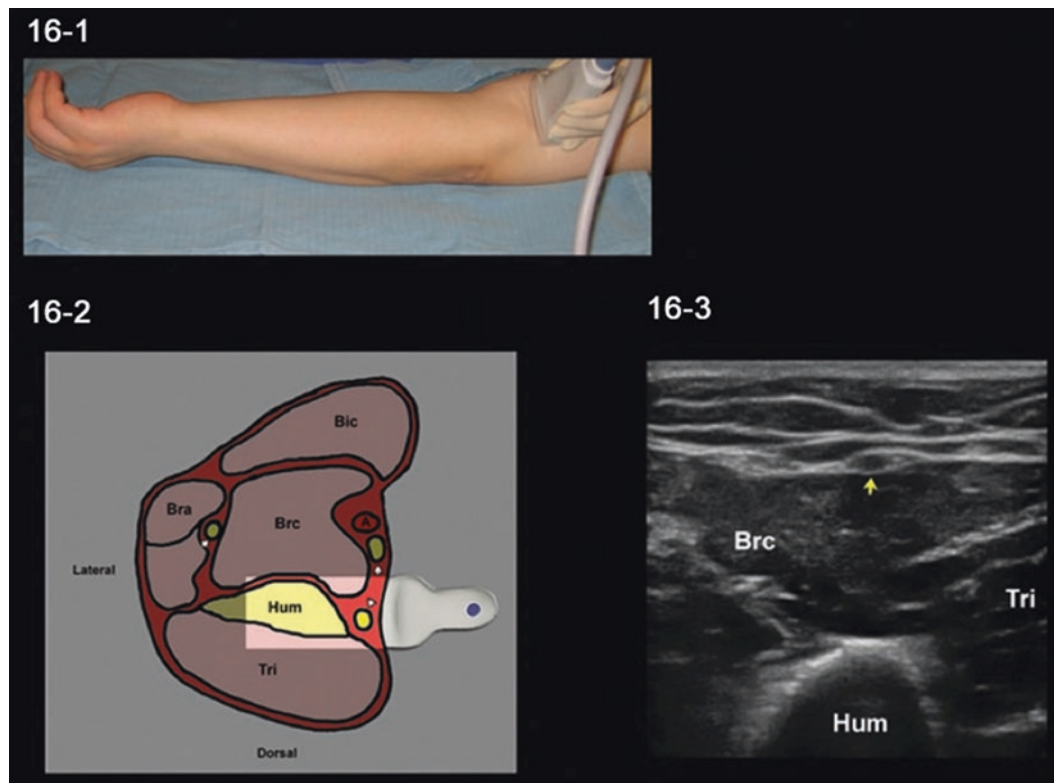 16-1
16-2
16-3
Bic
Bra
Brc
A
Lateral
Hum
Tri
Dorsal
Brc
Tri
Hum